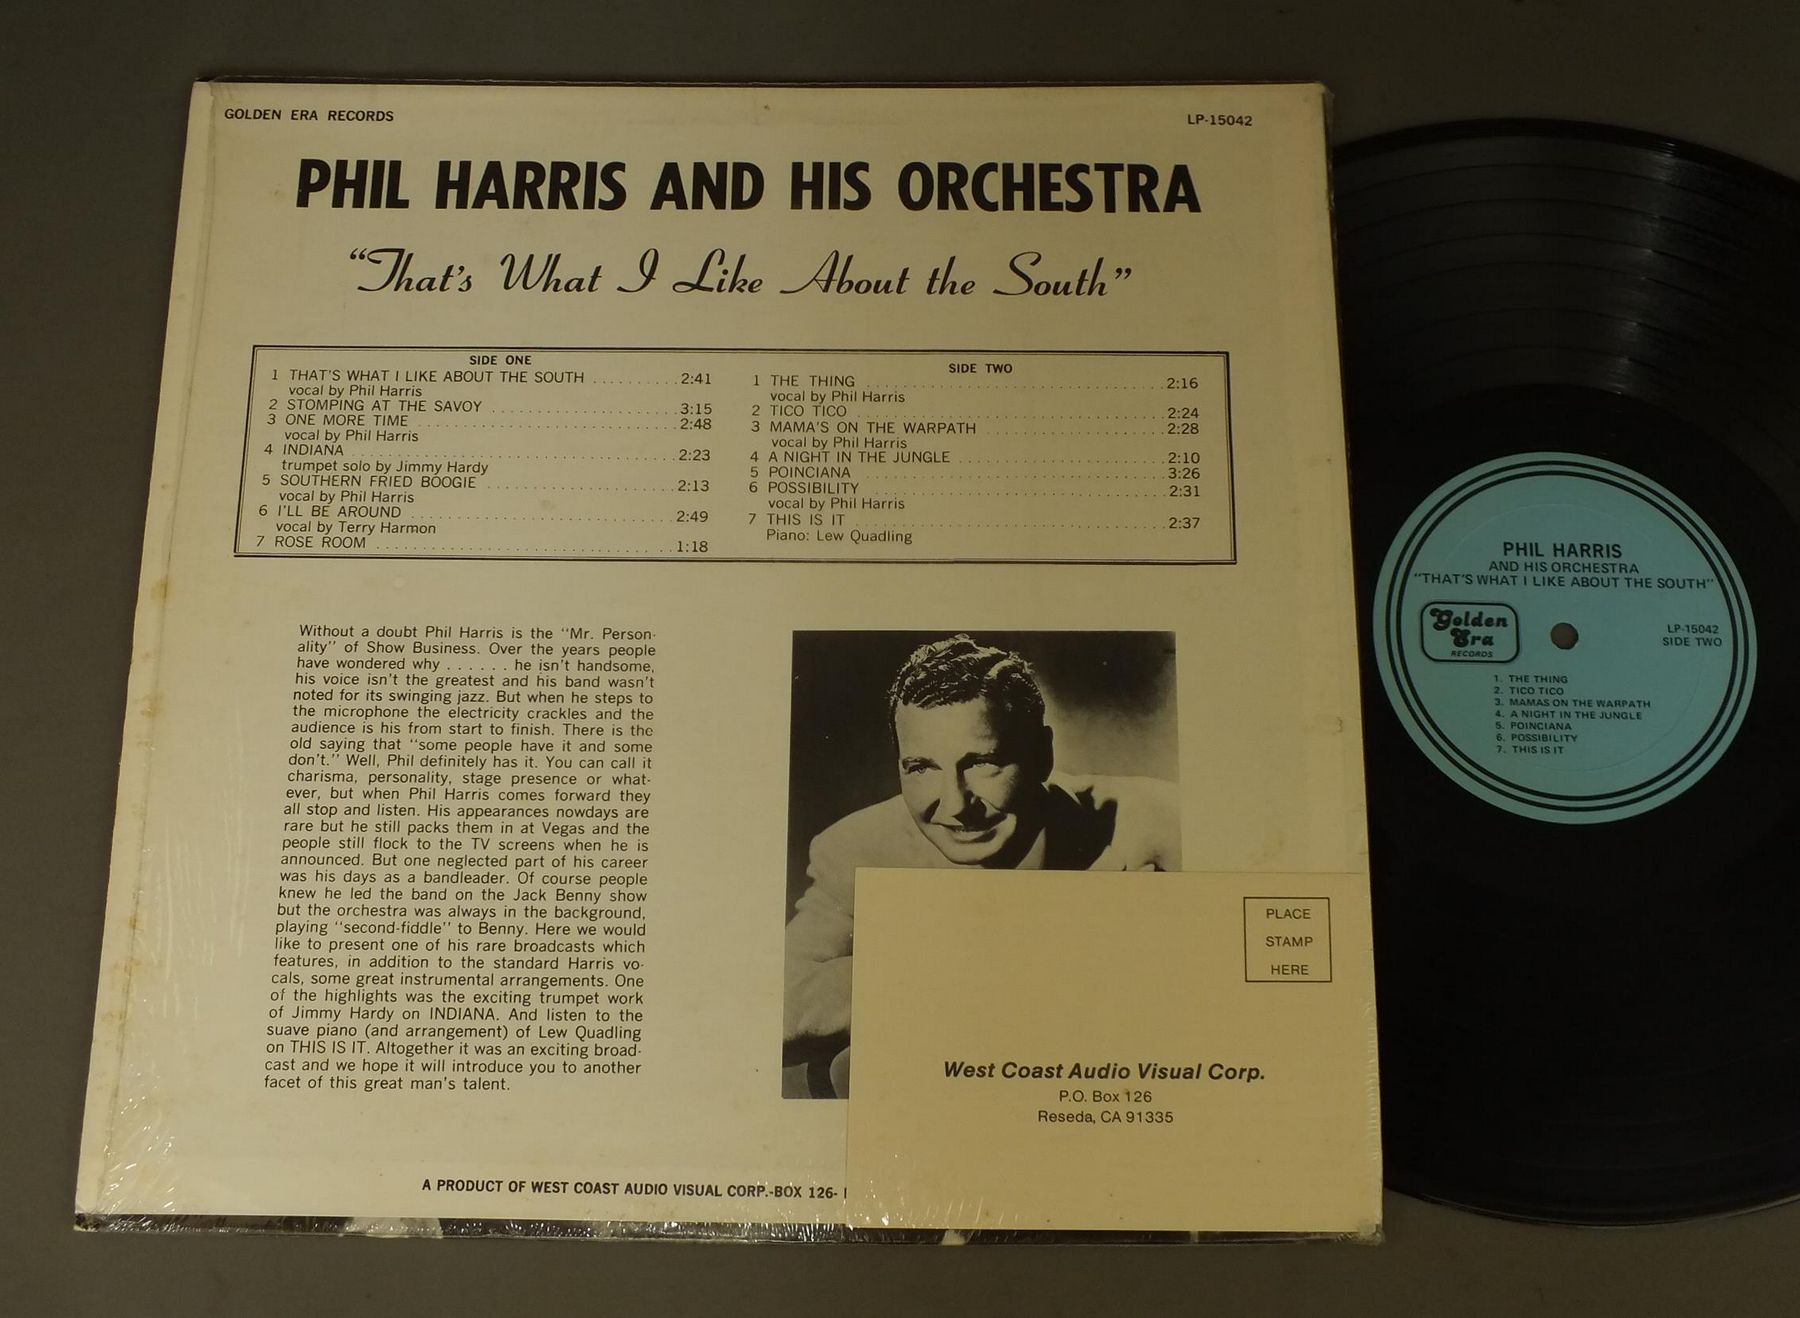 GOLDEN ERA RECORDS
LP-15042
PHIL HARRIS AND HIS ORCHESTRA
"That's What I Like About the South"
SIDE ONE
1 THAT'S WHAT I LIKE ABOUT THE SOUTH . . . . . . . . . . 2:41
vocal by Phil Harris
2 STOMPING AT THE SAVOY . . . . . . . . . . . . . . . . . . . . 3:15
3 ONE MORE TIME . . . . . . . . . . . . . . . . . . . . . . . . . . . . 2:48
vocal by Phil Harris
4 INDIANA . . . . . . . . . . . . . . . . . . . . . . . . . . . . . . . . . . 2:23
trumpet solo by Jimmy Hardy
5 SOUTHERN FRIED BOOGIE . . . . . . . . . . . . . . . . . . . . 2:13
vocal by Phil Harris
6 I'LL BE AROUND . . . . . . . . . . . . . . . . . . . . . . . . . . . . 2:49
vocal by Terry Harmon
7 ROSE ROOM . . . . . . . . . . . . . . . . . . . . . . . . . . . . . . . 1:18
SIDE TWO
1 THE THING . . . . . . . . . . . . . . . . . . . . . . . . . . . . . . . . 2:16
vocal by Phil Harris
2 TICO TICO . . . . . . . . . . . . . . . . . . . . . . . . . . . . . . . . 2:24
3 MAMA'S ON THE WARPATH . . . . . . . . . . . . . . . . . . . 2:28
vocal by Phil Harris
4 A NIGHT IN THE JUNGLE . . . . . . . . . . . . . . . . . . . . . 2:10
5 POINCIANA . . . . . . . . . . . . . . . . . . . . . . . . . . . . . . . 3:26
6 POSSIBILITY . . . . . . . . . . . . . . . . . . . . . . . . . . . . . . 2:31
vocal by Phil Harris
7 THIS IS IT . . . . . . . . . . . . . . . . . . . . . . . . . . . . . . . . 2:37
Piano: Lew Quadling
Without a doubt Phil Harris is the "Mr. Person-
ality" of Show Business. Over the years people
have wondered why . . . . . . he isn't handsome,
his voice isn't the greatest and his band wasn't
noted for its swinging jazz. But when he steps to
the microphone the electricity crackles and the
audience is his from start to finish. There is the
old saying that "some people have it and some
don't." Well, Phil definitely has it. You can call it
charisma, personality, stage presence or what-
ever, but when Phil Harris comes forward they
all stop and listen. His appearances nowdays are
rare but he still packs them in at Vegas and the
people still flock to the TV screens when he is
announced. But one neglected part of his career
was his days as a bandleader. Of course people
knew he led the band on the Jack Benny show
but the orchestra was always in the background,
playing "second-fiddle" to Benny. Here we would
like to present one of his rare broadcasts which
features, in addition to the standard Harris vo-
cals, some great instrumental arrangements. One
of the highlights was the exciting trumpet work
of Jimmy Hardy on INDIANA. And listen to the
suave piano (and arrangement) of Lew Quadling
on THIS IS IT. Altogether it was an exciting broad-
cast and we hope it will introduce you to another
facet of this great man's talent.
A PRODUCT OF WEST COAST AUDIO VISUAL CORP.-BOX 126-
PLACE
STAMP
HERE
West Coast Audio Visual Corp.
P.O. Box 126
Reseda, CA 91335
PHIL HARRIS
AND HIS ORCHESTRA
"THAT'S WHAT I LIKE ABOUT THE SOUTH"
Golden
Era
RECORDS
LP-15042
SIDE TWO
1. THE THING
2. TICO TICO
3. MAMAS ON THE WARPATH
4. A NIGHT IN THE JUNGLE
5. POINCIANA
6. POSSIBILITY
7. THIS IS IT